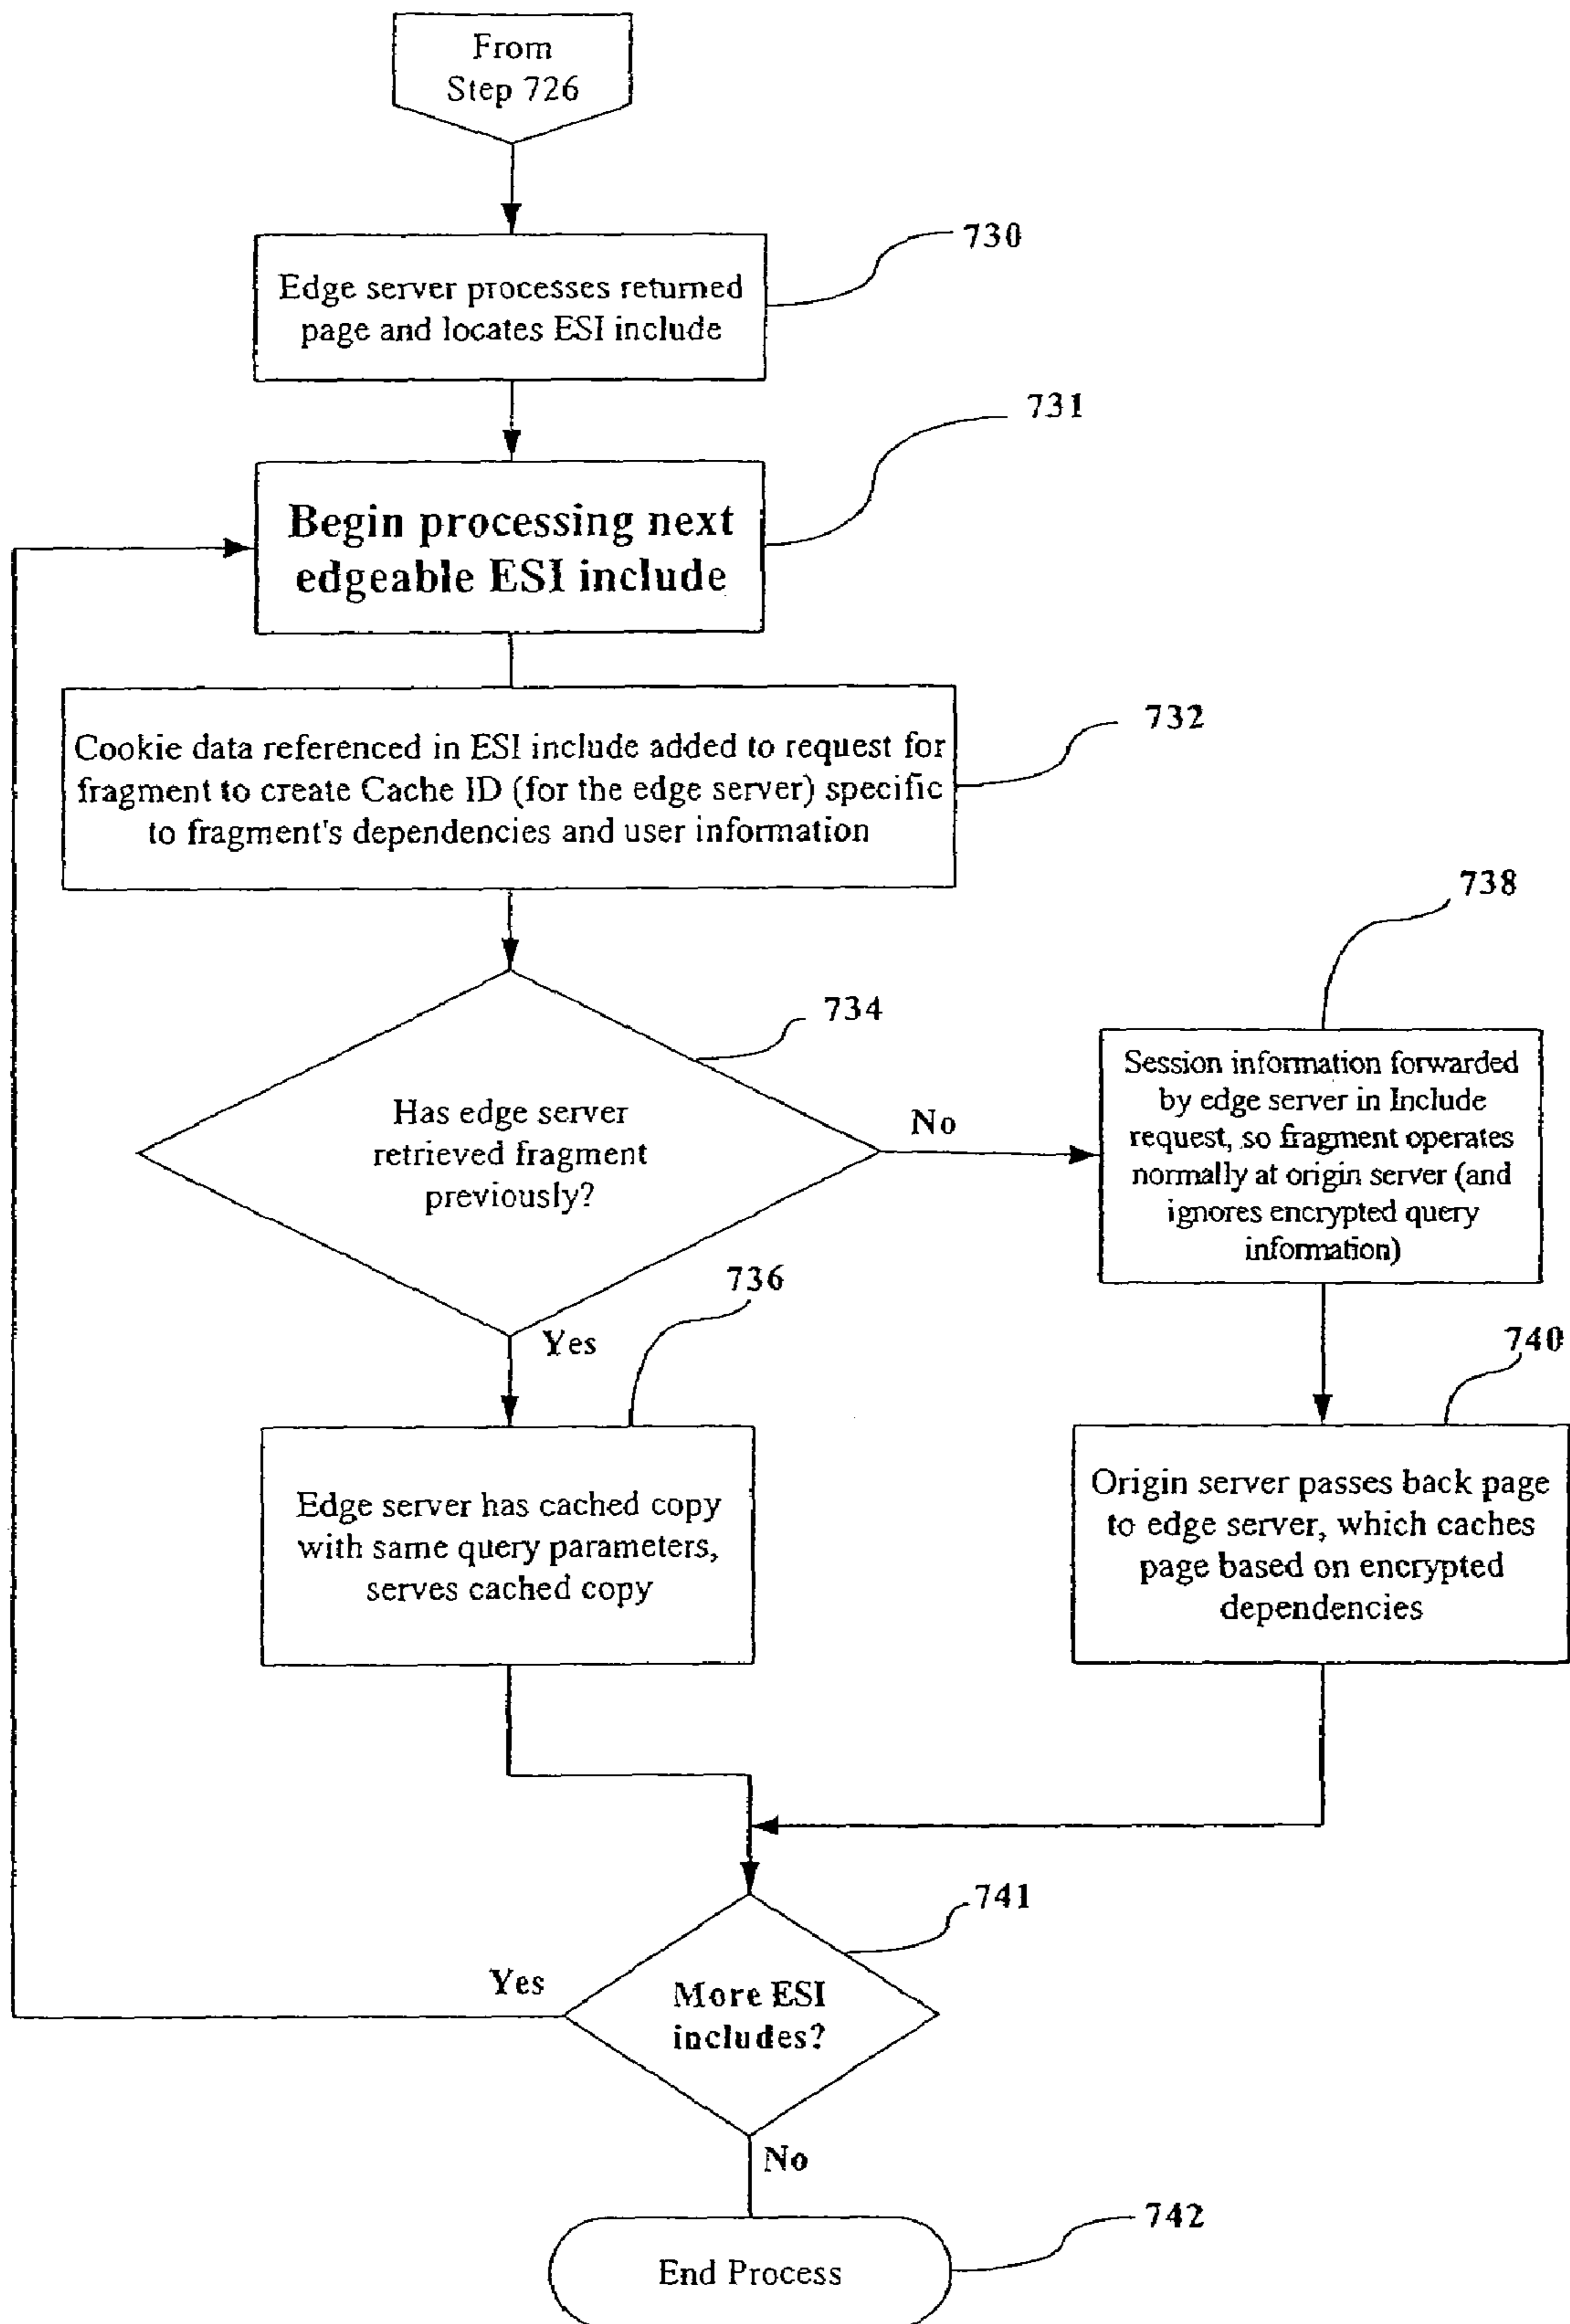 From
Step 726
730
Edge server processes returned
page and locates ESI include
731
Begin processing next
edgeable ESI include
732
Cookie data referenced in ESI include added to request for
fragment to create Cache ID (for the edge server) specific
to fragment's dependencies and user information
734
Has edge server
retrieved fragment
previously?
No
738
Session information forwarded
by edge server in Include
request, so fragment operates
normally at origin server (and
ignores encrypted query
information)
Yes
736
Edge server has cached copy
with same query parameters,
serves cached copy
740
Origin server passes back page
to edge server, which caches
page based on encrypted
dependencies
741
More ESI
includes?
Yes
No
742
End Process